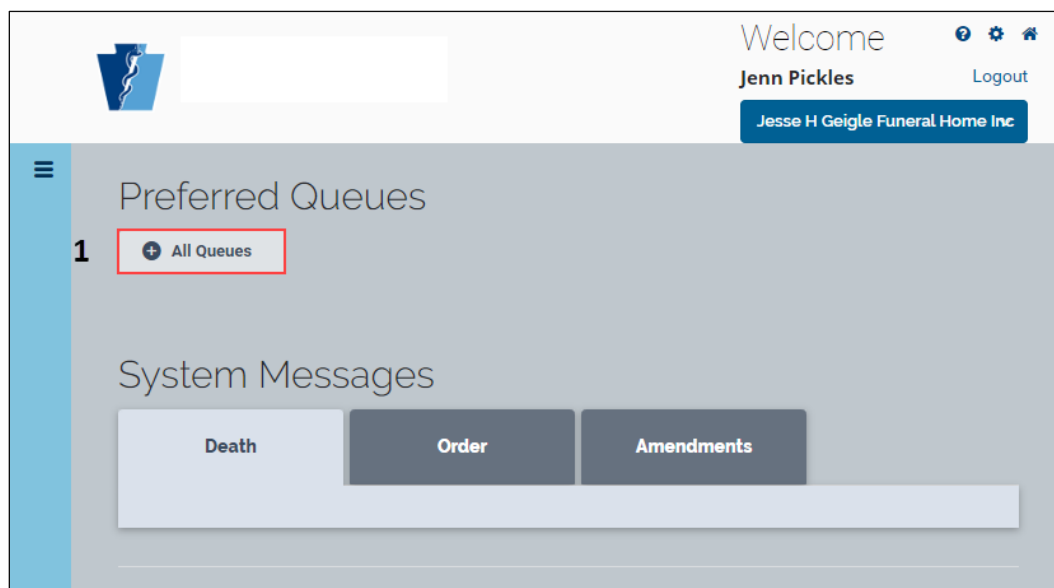 Welcome
Jenn Pickles
Logout
Jesse H Geigle Funeral Home Inc
Preferred Queues
1
All Queues
System Messages
Death
Order
Amendments